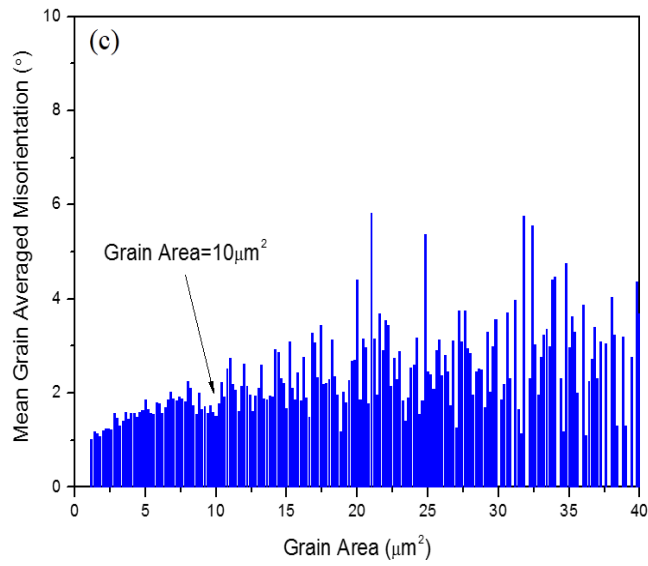 (c)
10
8
6
4
2
0
Mean Grain Averaged Misorientation (°)
Grain Area=10μm²
0 5 10 15 20 25 30 35 40
Grain Area (μm²)